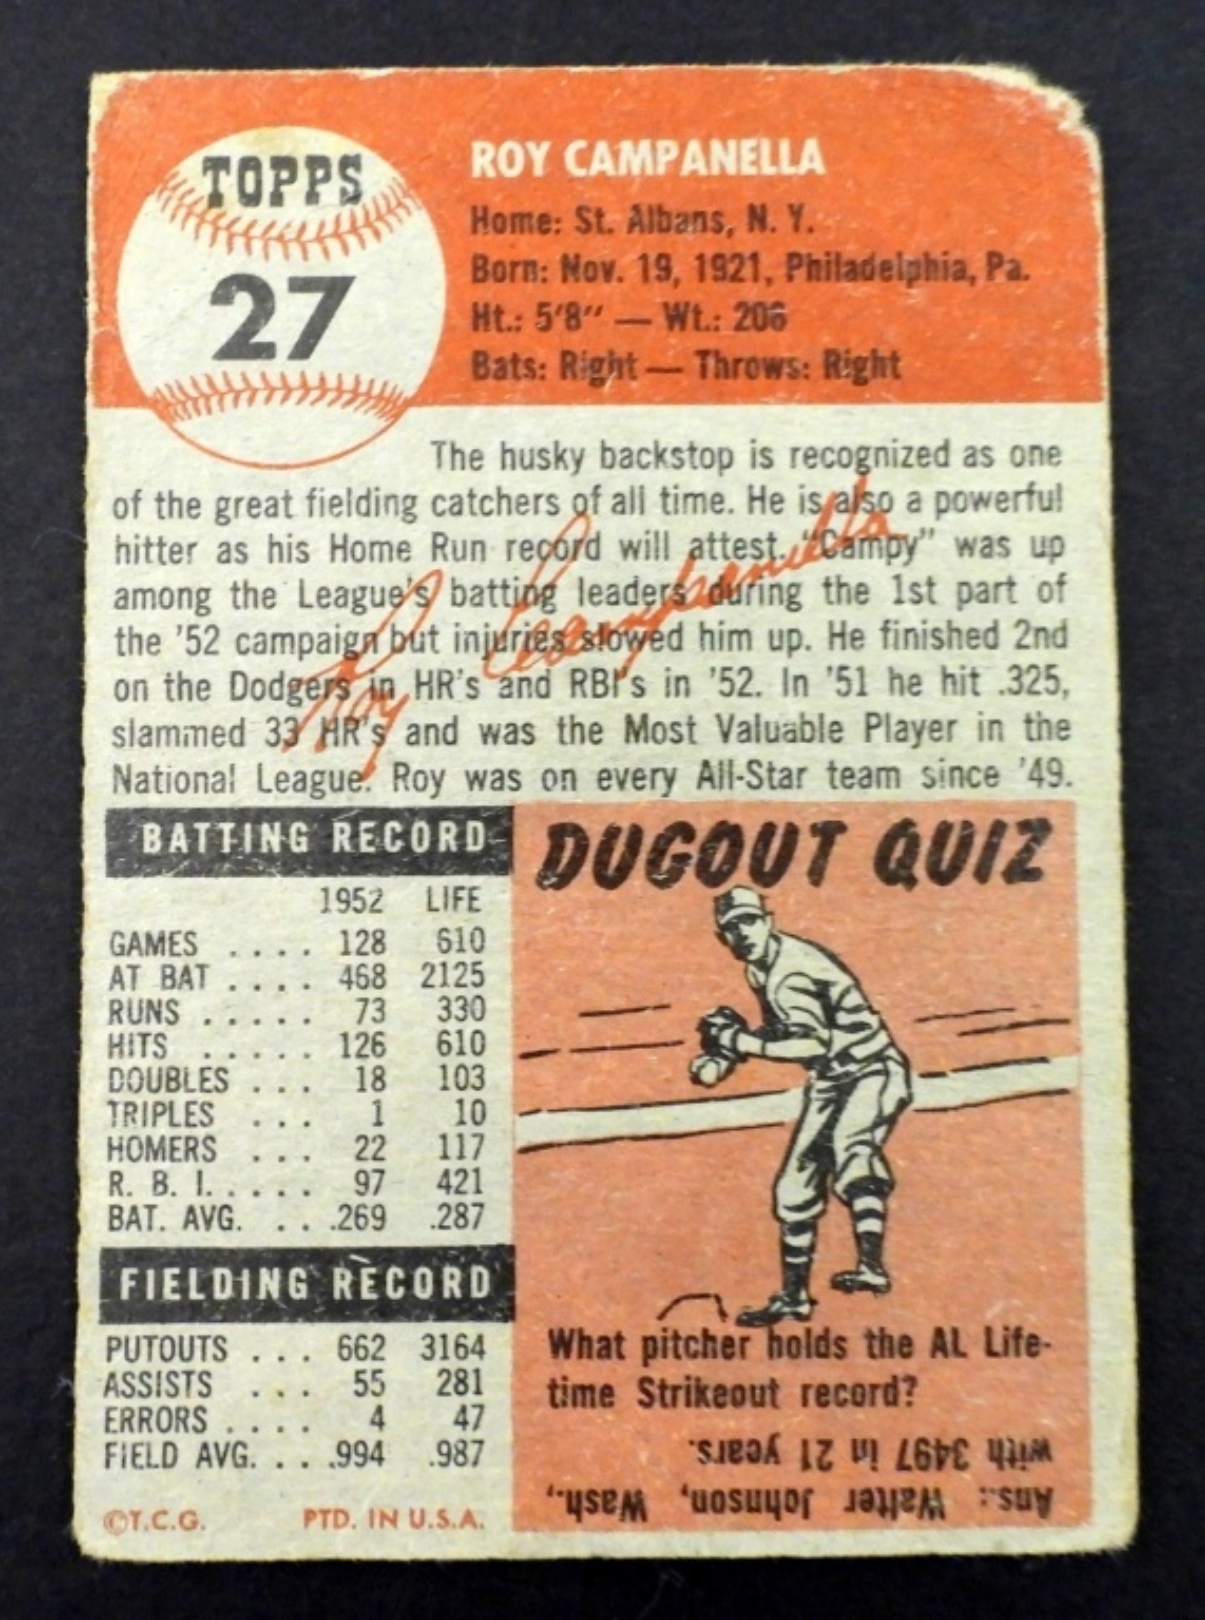 TOPPS
27
ROY CAMPANELLA
Home: St. Albans, N. Y.
Born: Nov. 19, 1921, Philadelphia, Pa.
Ht.: 5'8" — Wt.: 206
Bats: Right — Throws: Right
The husky backstop is recognized as one
of the great fielding catchers of all time. He is also a powerful
hitter as his Home Run record will attest. "Campy" was up
among the League's batting leaders during the 1st part of
the '52 campaign but injuries slowed him up. He finished 2nd
on the Dodgers in HR's and RBI's in '52. In '51 he hit .325,
slammed 33 HR's and was the Most Valuable Player in the
National League. Roy was on every All-Star team since '49.
Roy Campanella
BATTING RECORD
1952 LIFE
GAMES .... 128 610
AT BAT .... 468 2125
RUNS ..... 73 330
HITS ..... 126 610
DOUBLES ... 18 103
TRIPLES ... 1 10
HOMERS ... 22 117
R. B. I. .... 97 421
BAT. AVG. ... .269 .287
FIELDING RECORD
PUTOUTS ... 662 3164
ASSISTS ... 55 281
ERRORS .... 4 47
FIELD AVG. ... .994 .987
©T.C.G. PTD. IN U.S.A.
DUGOUT QUIZ
What pitcher holds the AL Life-
time Strikeout record?
Ans.: Walter Johnson, Wash.,
with 3497 in 21 years.